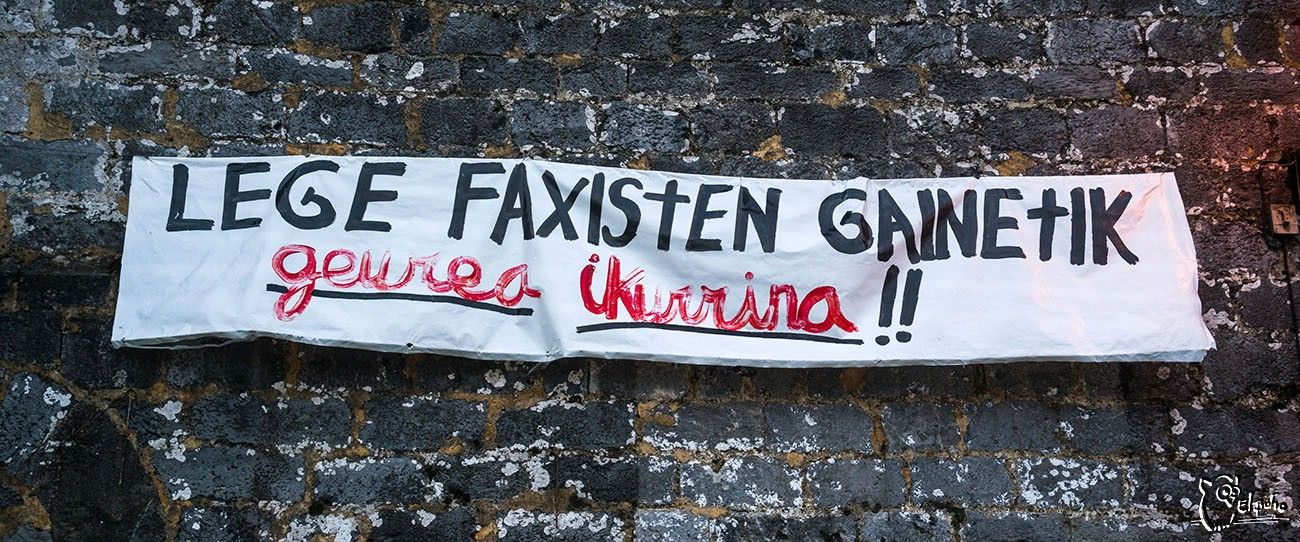 LEGE FAXISTEN GAINETIK
geurea ikurrina !!